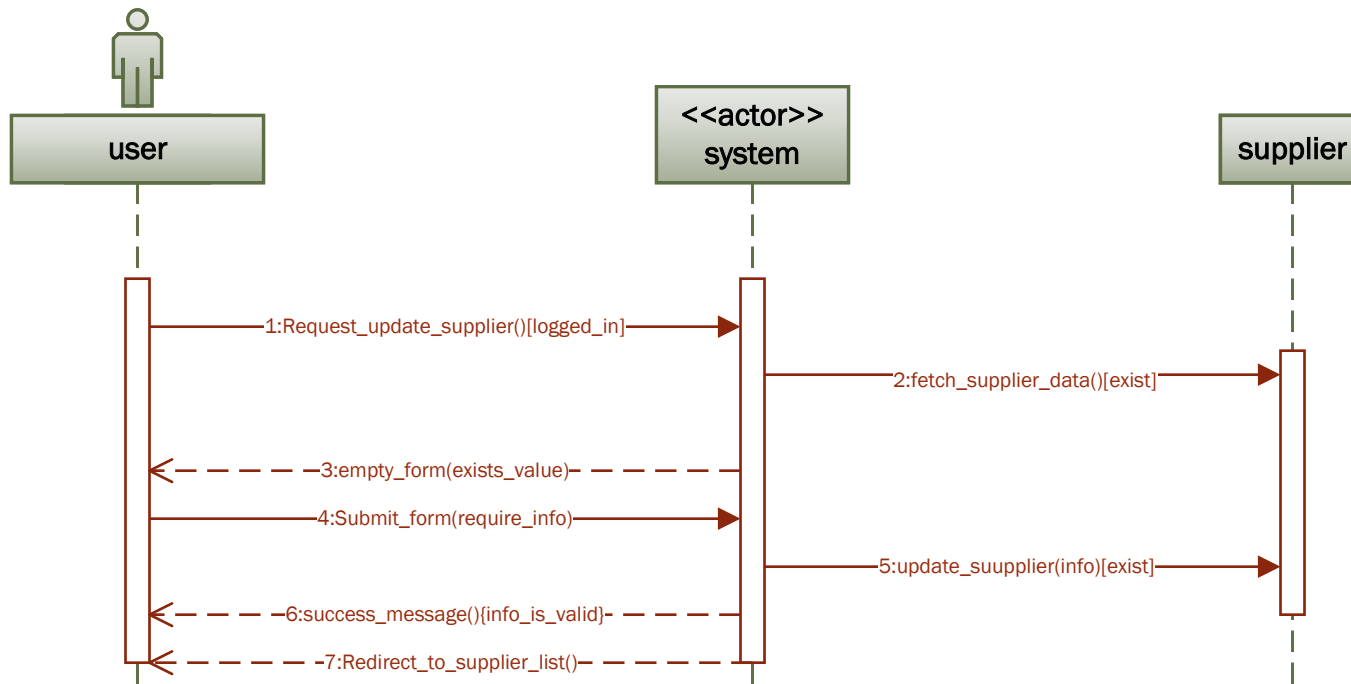 user
<<actor>>
system
supplier
1:Request_update_supplier()[logged_in]
2:fetch_supplier_data()[exist]
3:empty_form(exists_value)
4:Submit_form(require_info)
5:update_suupplier(info)[exist]
6:success_message(){info_is_valid}
7:Redirect_to_supplier_list()